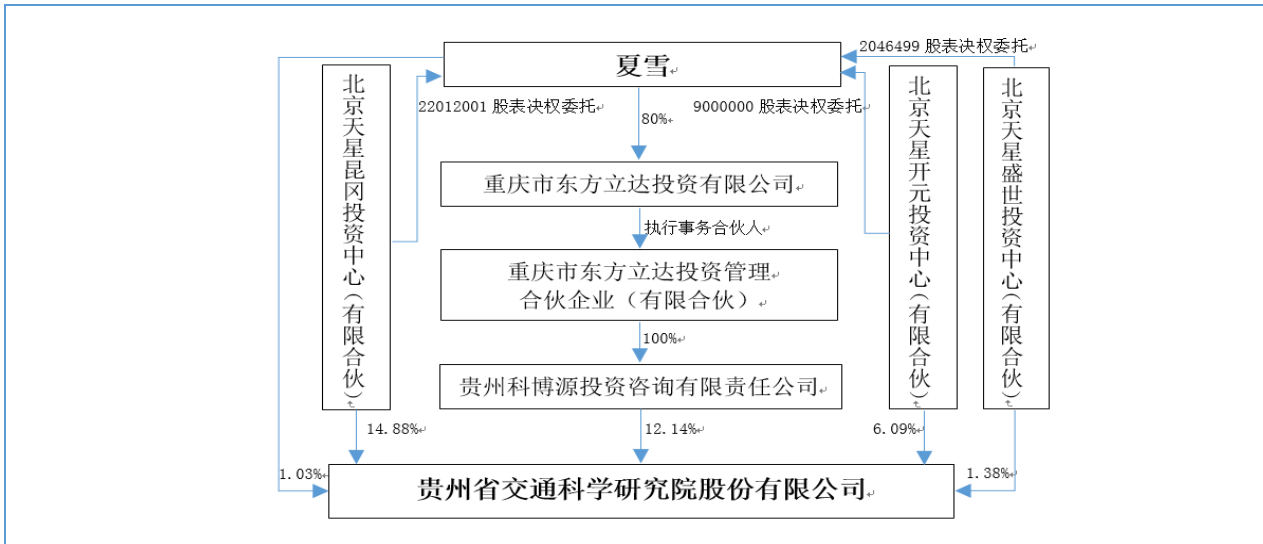 2046499 股表决权委托
夏雪
22012001 股表决权委托
9000000 股表决权委托
80%
重庆市东方立达投资有限公司
执行事务合伙人
重庆市东方立达投资管理
合伙企业（有限合伙）
100%
贵州科博源投资咨询有限责任公司
北京天星昆冈投资中心（有限合伙）
北京天星开元投资中心（有限合伙）
北京天星盛世投资中心（有限合伙）
14.88%
12.14%
6.09%
1.03%
1.38%
贵州省交通科学研究院股份有限公司